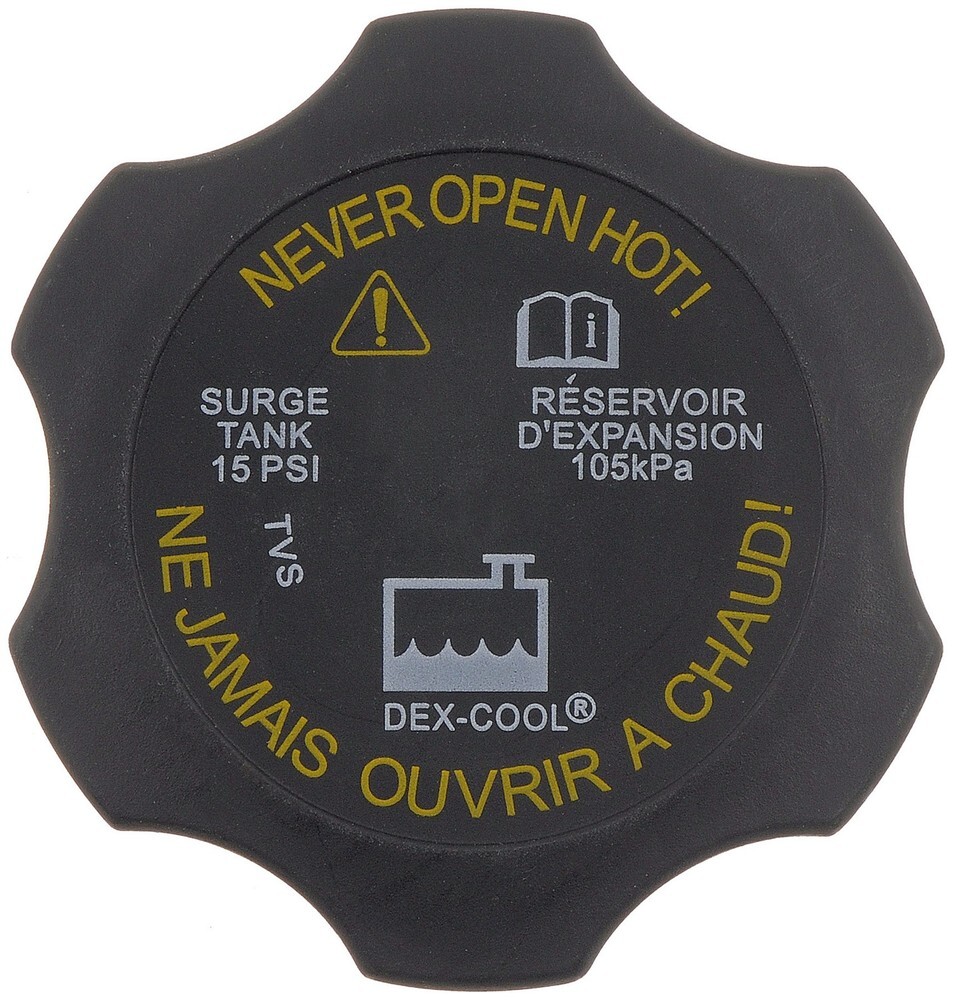 NEVER OPEN HOT!
i
SURGE
TANK
15 PSI
RÉSERVOIR
D'EXPANSION
105kPa
TVS
DEX-COOL®
NE JAMAIS OUVRIR A CHAUD!